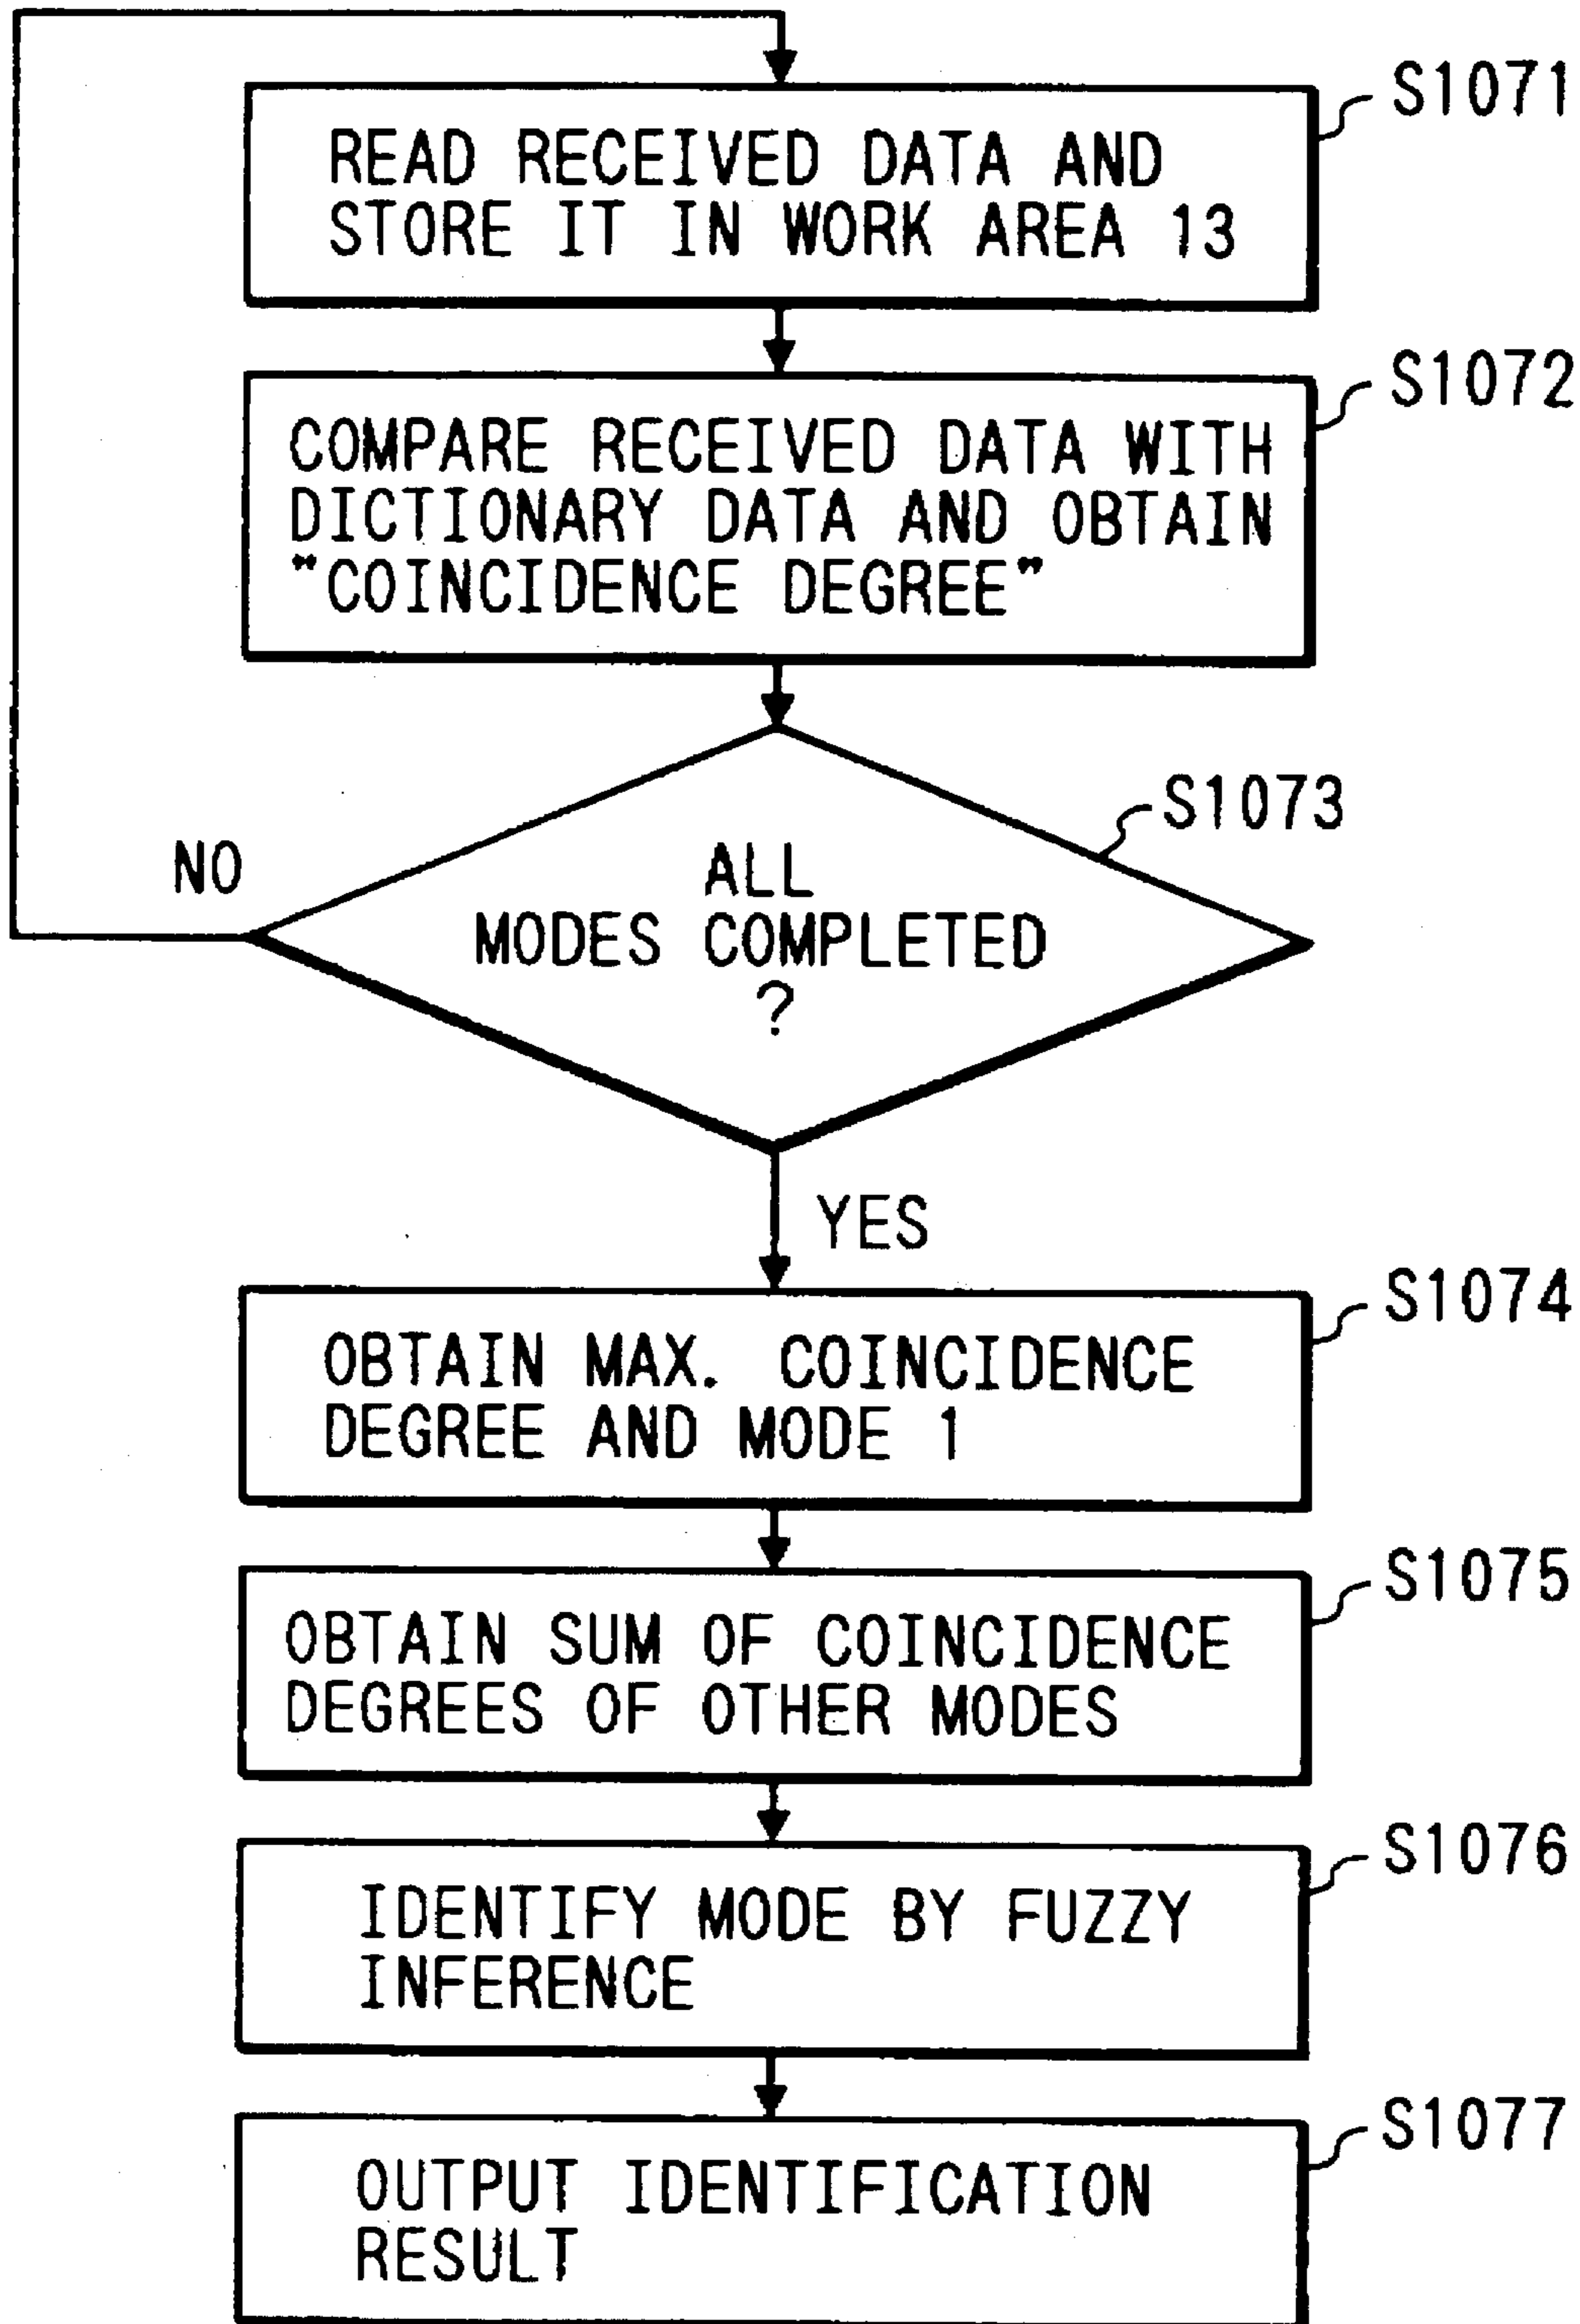 S1071
READ RECEIVED DATA AND
STORE IT IN WORK AREA 13
S1072
COMPARE RECEIVED DATA WITH
DICTIONARY DATA AND OBTAIN
"COINCIDENCE DEGREE"
S1073
NO
ALL
MODES COMPLETED
?
YES
S1074
OBTAIN MAX. COINCIDENCE
DEGREE AND MODE 1
S1075
OBTAIN SUM OF COINCIDENCE
DEGREES OF OTHER MODES
S1076
IDENTIFY MODE BY FUZZY
INFERENCE
S1077
OUTPUT IDENTIFICATION
RESULT